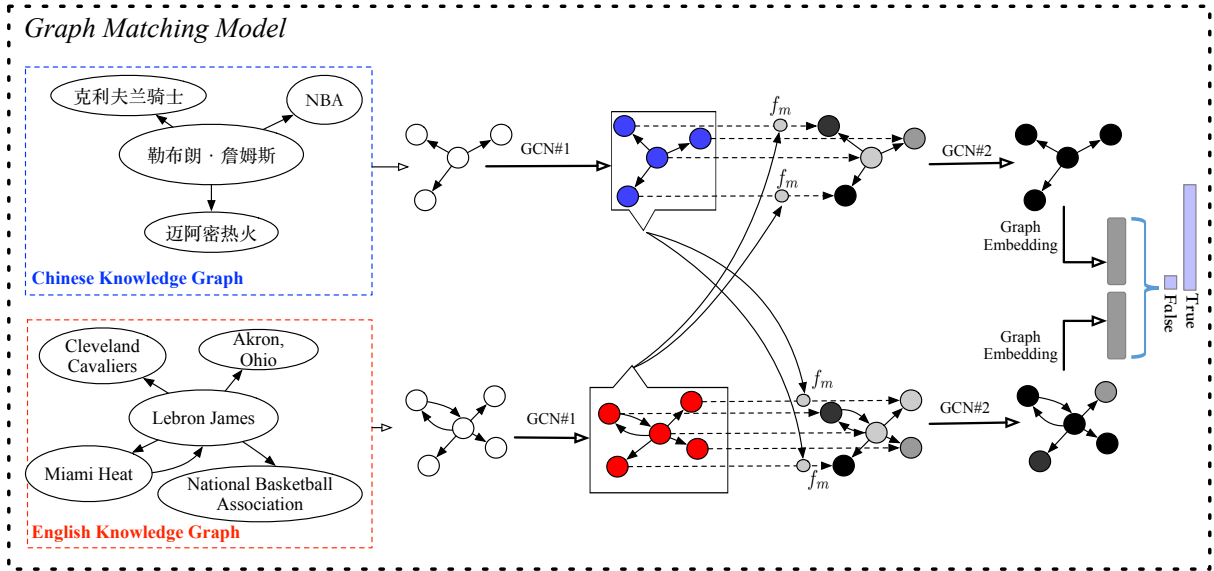 Graph Matching Model
克利夫兰骑士
NBA
勒布朗 · 詹姆斯
迈阿密热火
Chinese Knowledge Graph
GCN#1
f_m
f_m
GCN#2
Graph
Embedding
True
False
Cleveland
Cavaliers
Akron,
Ohio
Lebron James
Miami Heat
National Basketball
Association
English Knowledge Graph
GCN#1
f_m
f_m
GCN#2
Graph
Embedding